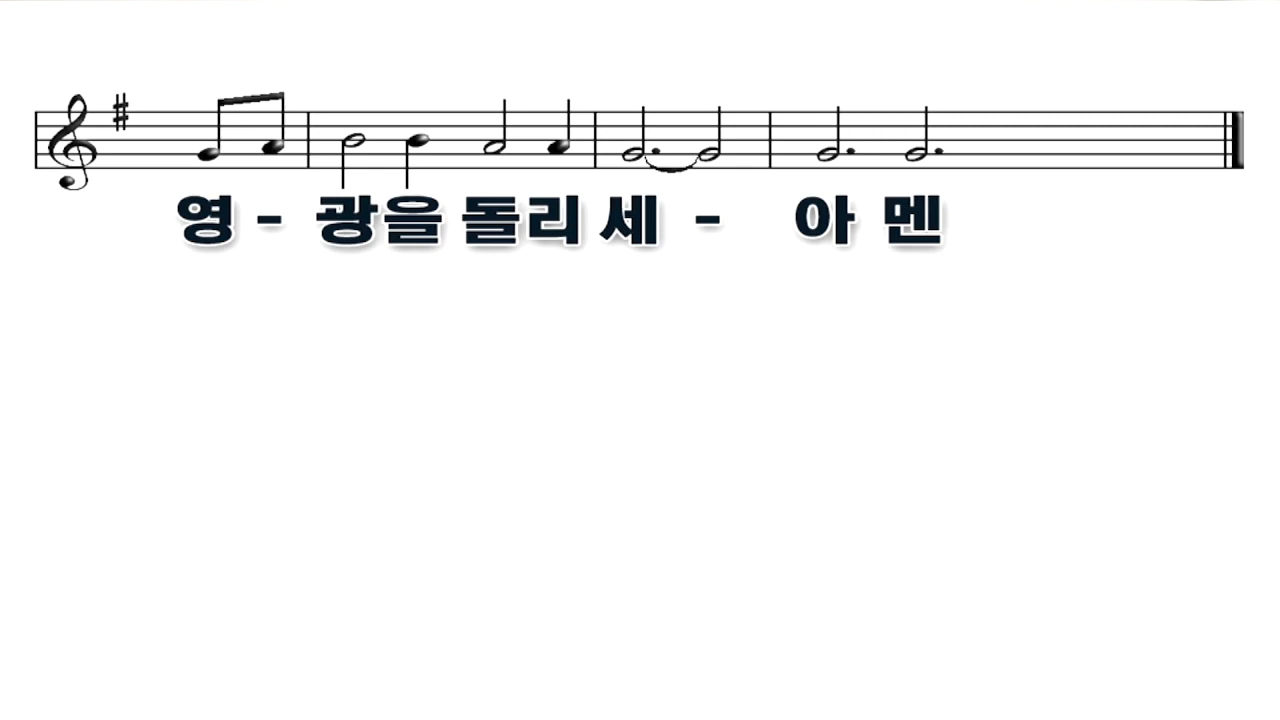 영 - 광을 돌리 세 - 아 멘